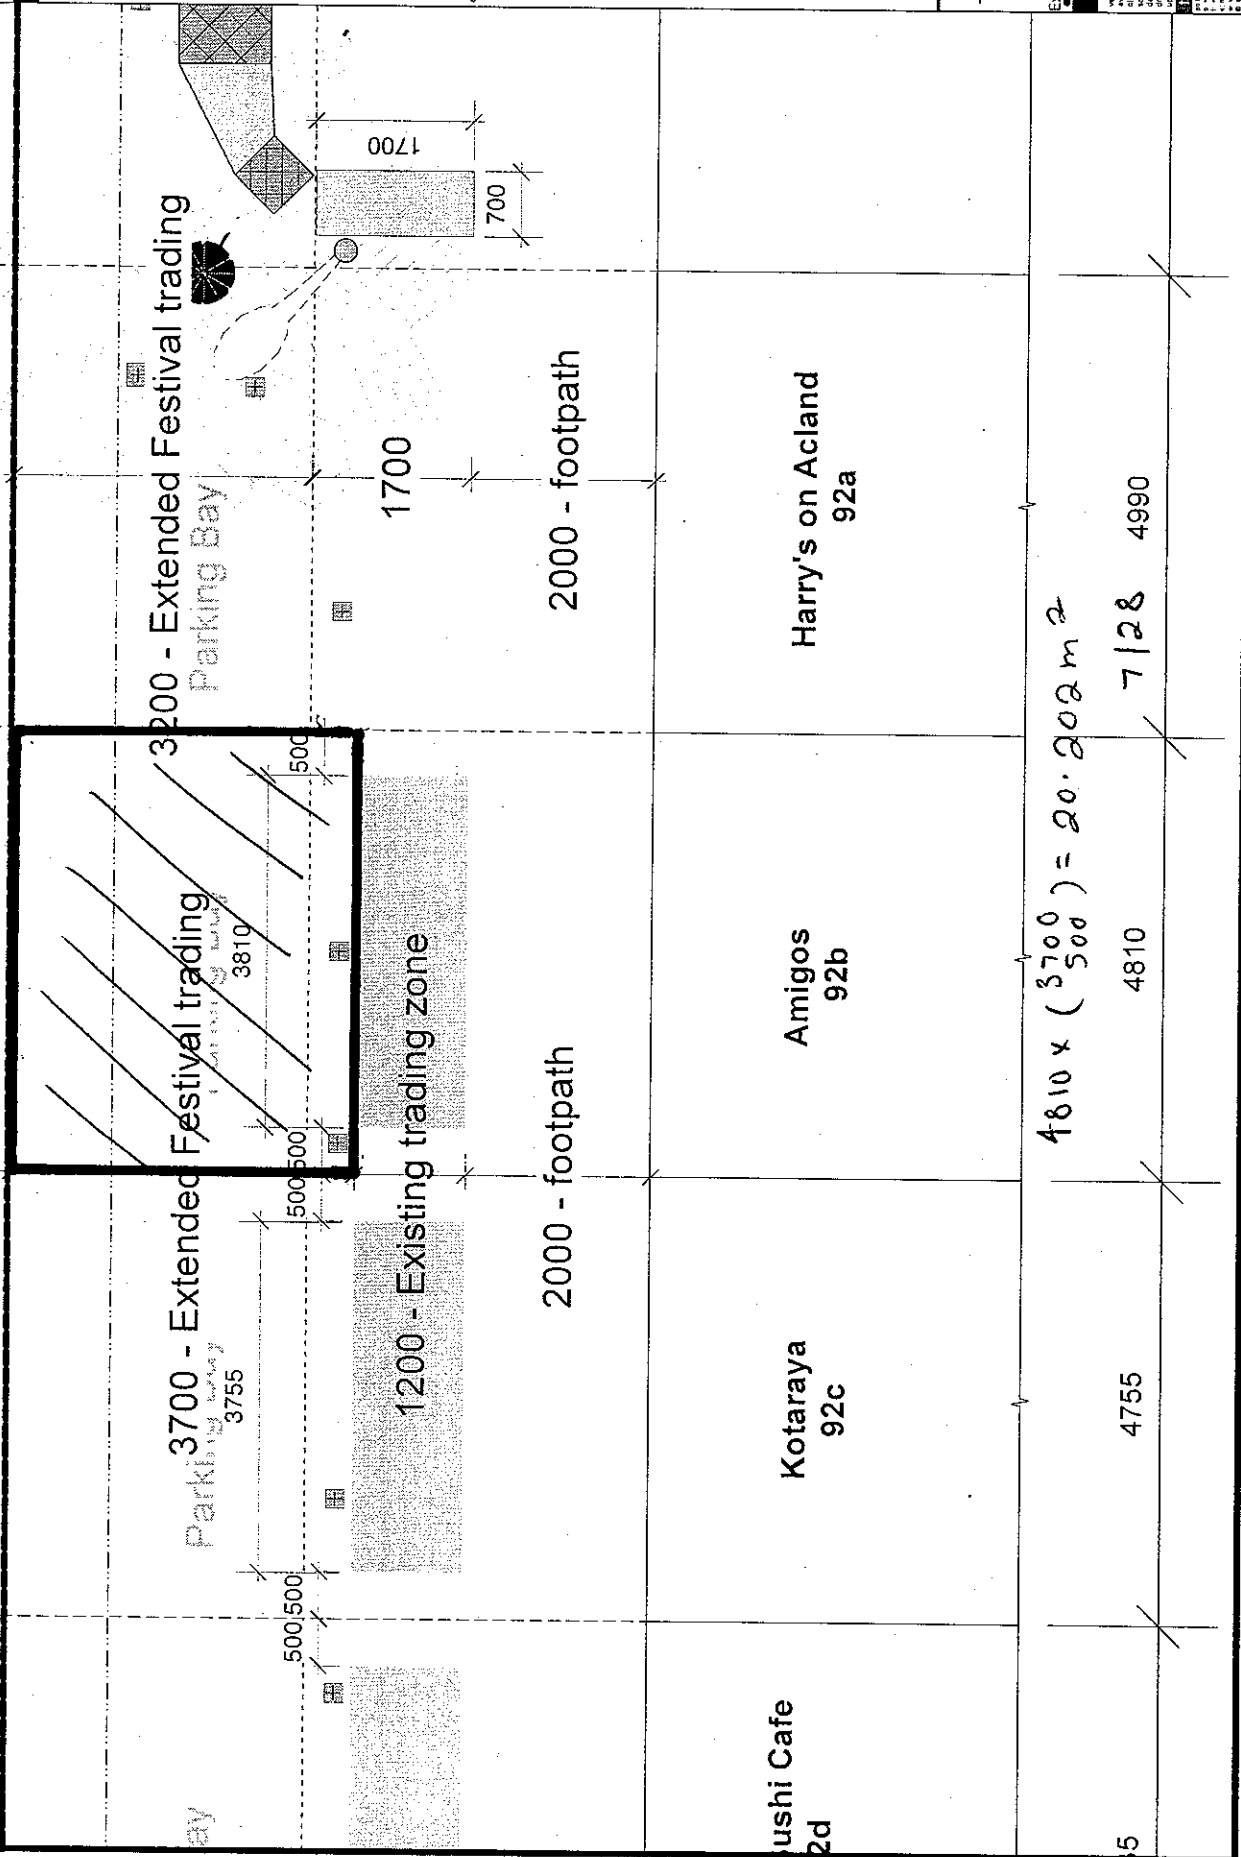 3200 - Extended Festival trading
Parking Bay
1700
700
1700
2000 - footpath
Harry's on Acland
92a
4990
7128
500
3700 - Extended Festival trading
3810
500 500
1200 - Existing trading zone
2000 - footpath
Amigos
92b
4810 x (3700
500) = 20.202 m2
4810
Parking
3755
500 500
Kotaraya
92c
4755
ushi Cafe
2d